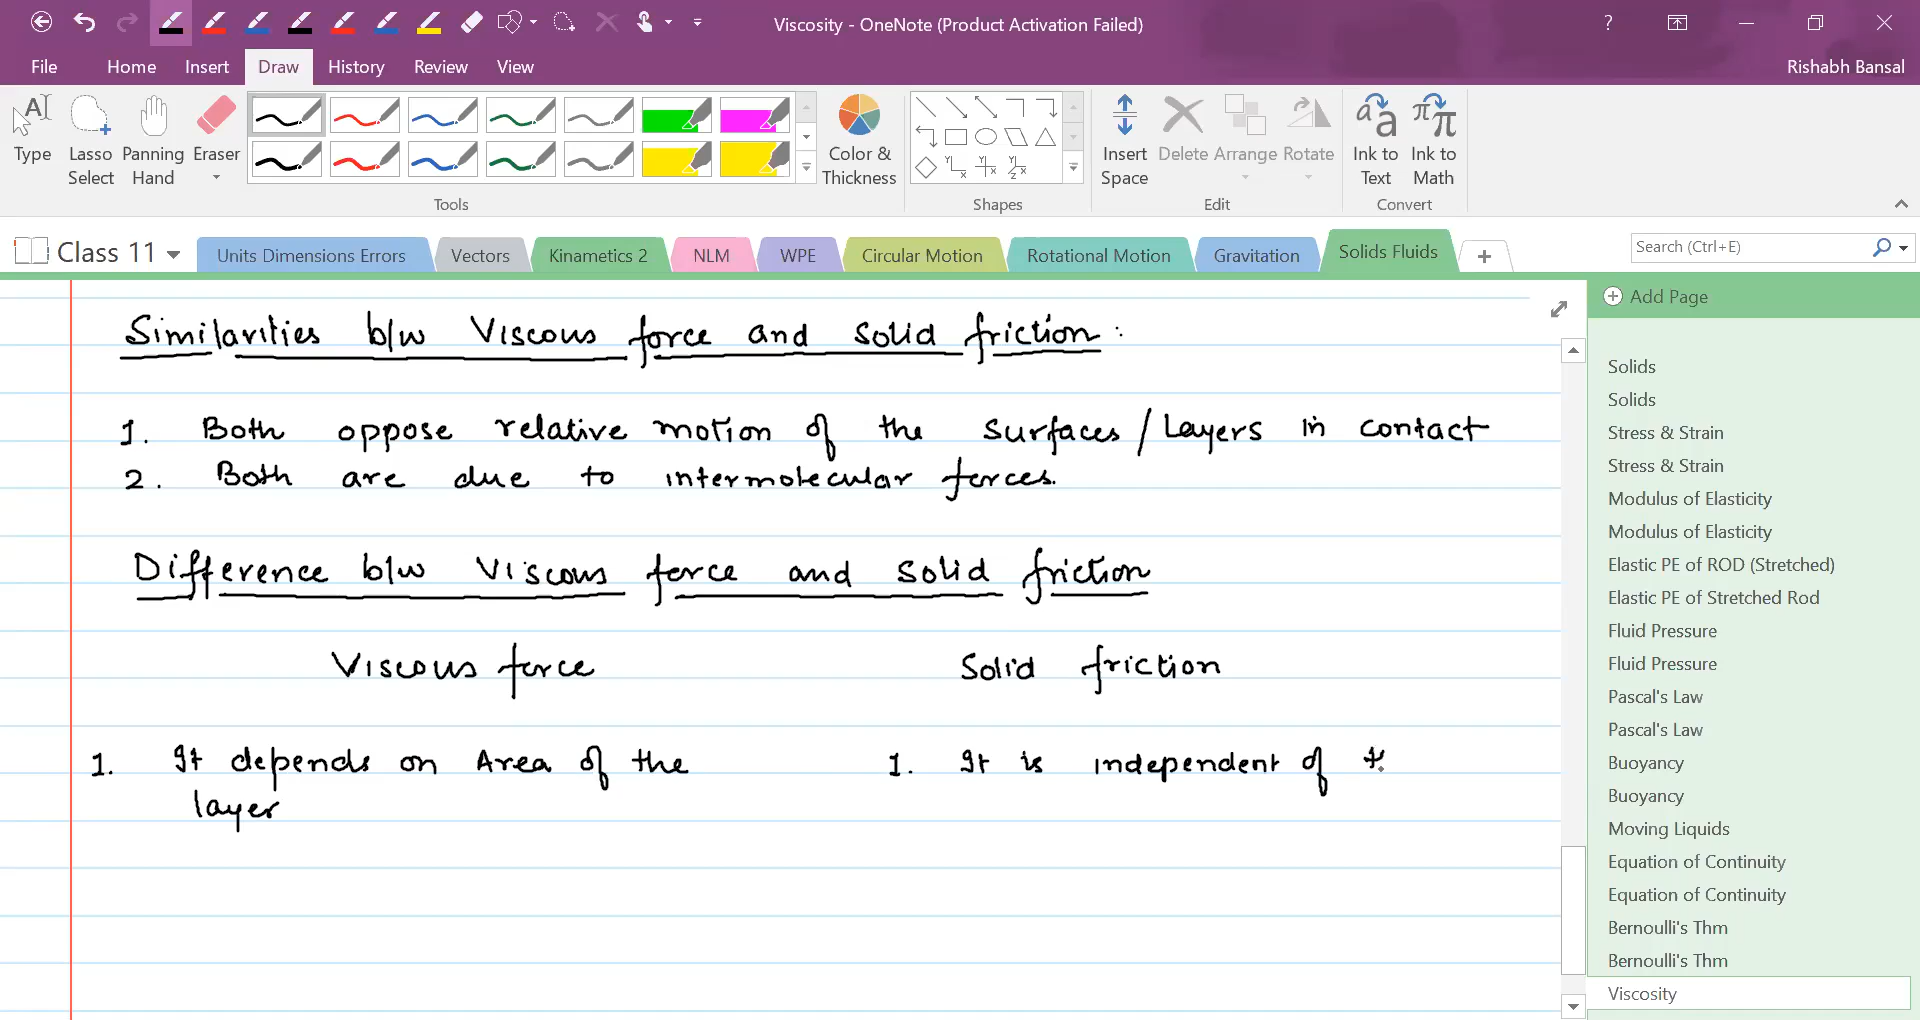 Viscosity - OneNote (Product Activation Failed)
?
File Home Insert Draw History Review View
Rishabh Bansal
Type
Lasso Select
Panning Hand
Eraser
Color & Thickness
Insert Space
Delete
Arrange
Rotate
Ink to Text
Ink to Math
Tools
Shapes
Edit
Convert
Class 11
Units Dimensions Errors
Vectors
Kinametics 2
NLM
WPE
Circular Motion
Rotational Motion
Gravitation
Solids Fluids
Search (Ctrl+E)
Similarities b/w Viscous force and Solid friction :
1. Both oppose relative motion of the surfaces / Layers in contact
2. Both are due to intermolecular forces.
Difference b/w Viscous force and solid friction
Viscous force Solid friction
1. It depends on Area of the
layer
1. It is independent of
Add Page
Solids
Solids
Stress & Strain
Stress & Strain
Modulus of Elasticity
Modulus of Elasticity
Elastic PE of ROD (Stretched)
Elastic PE of Stretched Rod
Fluid Pressure
Fluid Pressure
Pascal's Law
Pascal's Law
Buoyancy
Buoyancy
Moving Liquids
Equation of Continuity
Equation of Continuity
Bernoulli's Thm
Bernoulli's Thm
Viscosity